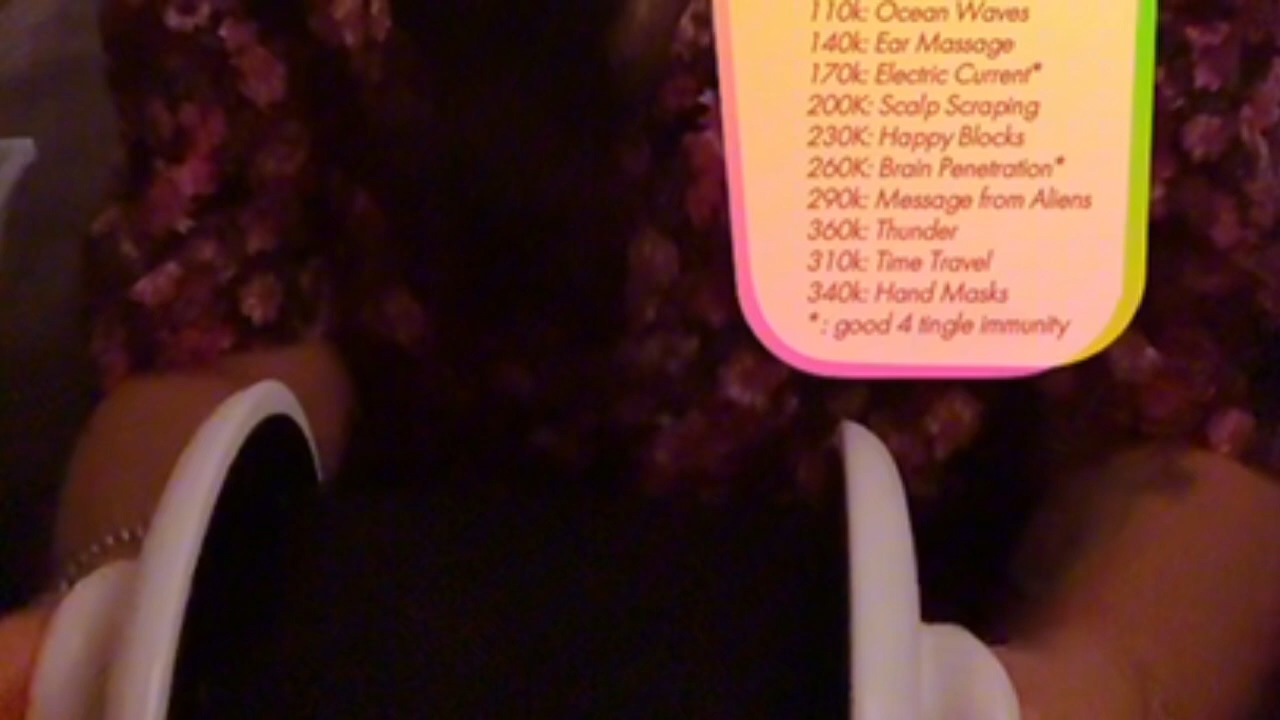 110k: Ocean Waves
140k: Ear Massage
170k: Electric Current*
200K: Scalp Scraping
230K: Happy Blocks
260K: Brain Penetration*
290k: Message from Aliens
360k: Thunder
310k: Time Travel
340k: Hand Masks
*: good 4 tingle immunity